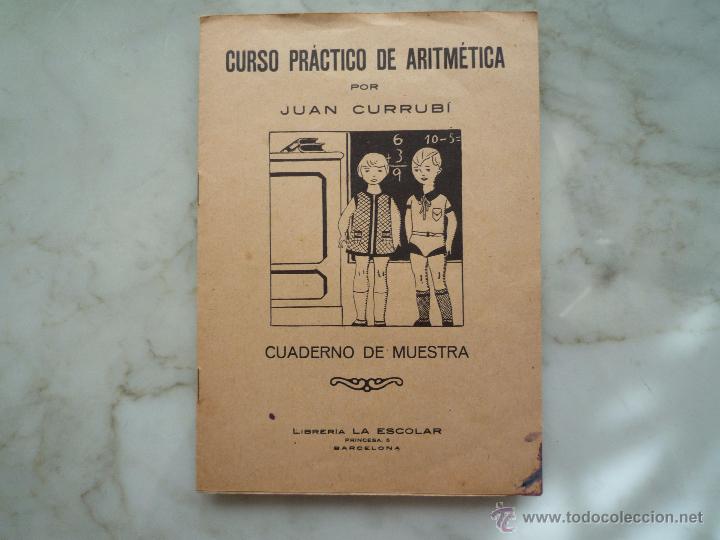 CURSO PRÁCTICO DE ARITMÉTICA
POR
JUAN CURRUBÍ
6
+3
9
10-5=
CUADERNO DE MUESTRA
LIBRERÍA LA ESCOLAR
PRINCESA, 5
BARCELONA
© www.todocoleccion.net